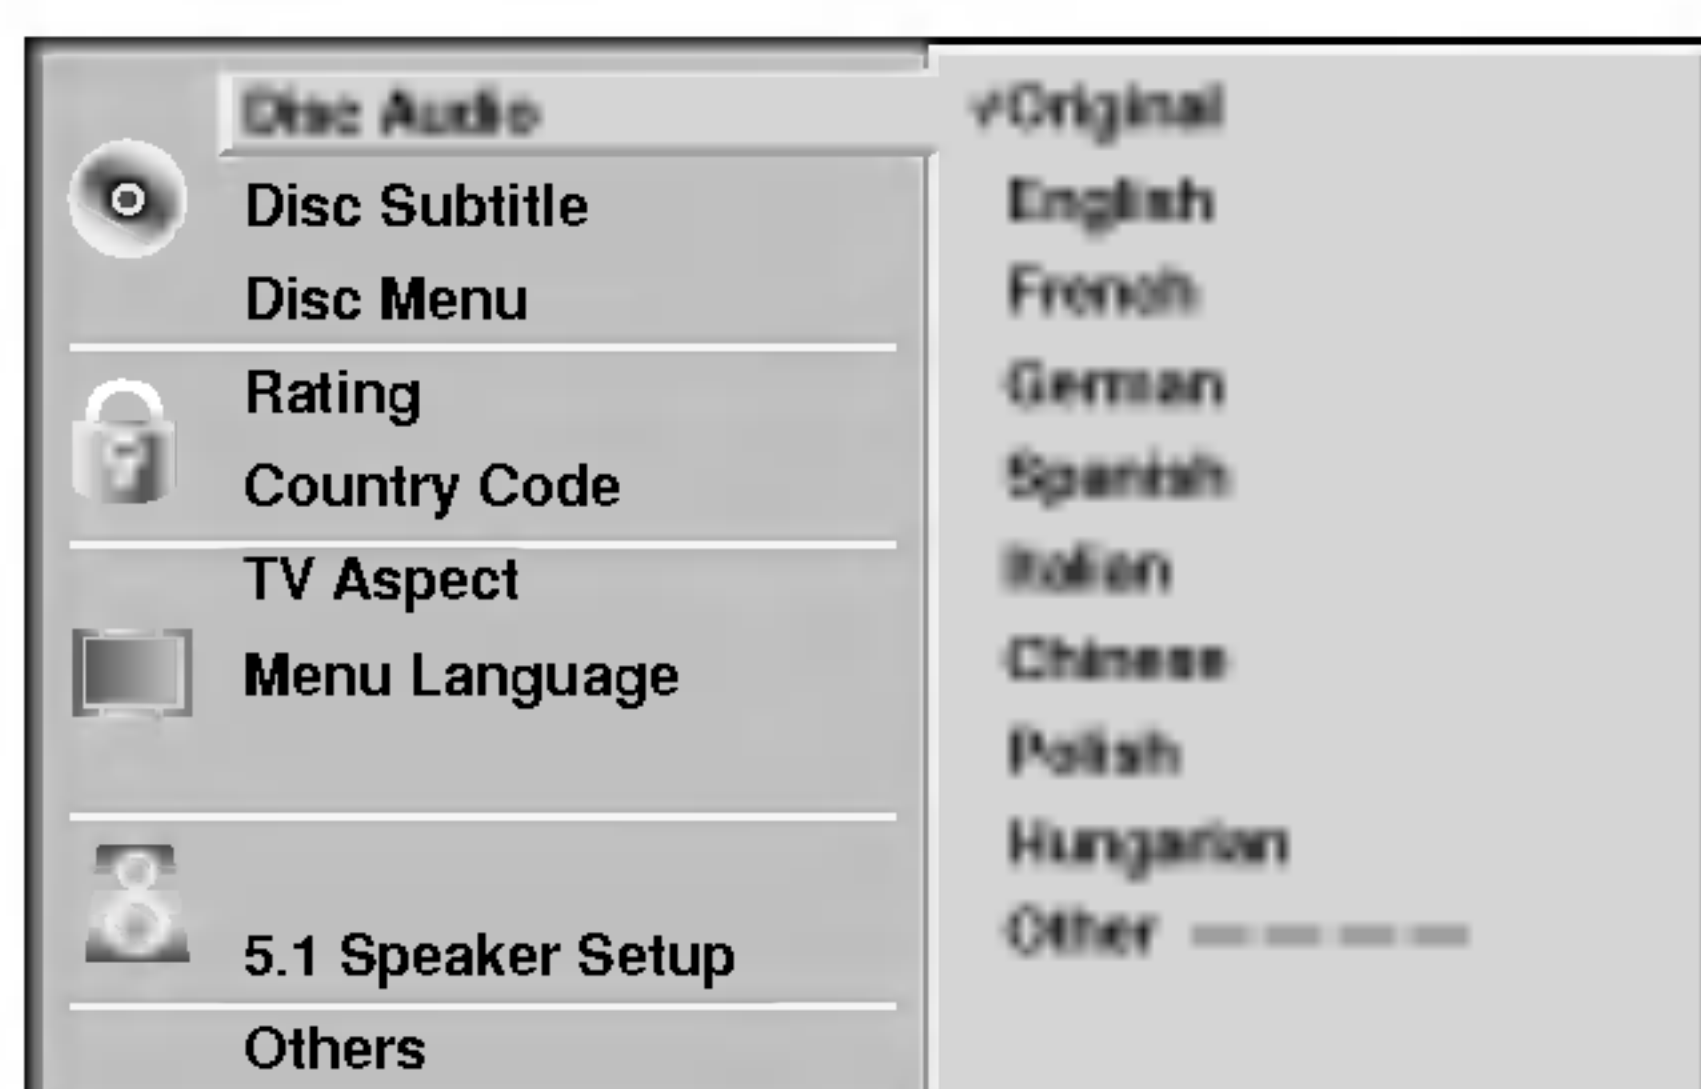 Disc Audio
Disc Subtitle
Disc Menu
Rating
Country Code
TV Aspect
Menu Language
5.1 Speaker Setup
Others
✓Original
English
French
German
Spanish
Italian
Chinese
Polish
Hungarian
Other – – – –